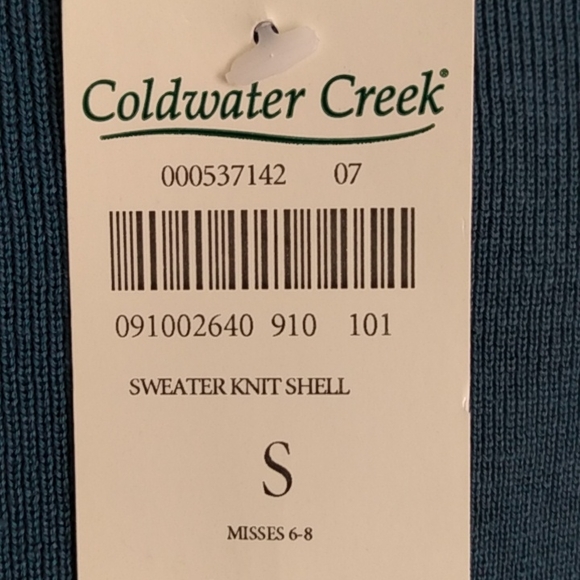 Coldwater Creek®
000537142 07
091002640 910 101
SWEATER KNIT SHELL
S
MISSES 6-8